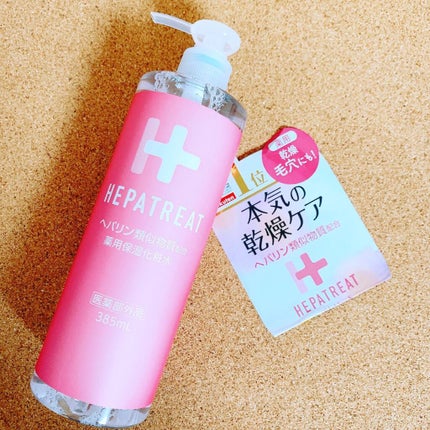 HEPATREAT
ヘパリン類似物質配合
薬用保湿化粧水
医薬部外品
385mL
薬用
乾燥
毛穴にも!
1位
本気の
乾燥ケア
ヘパリン類似物質配合
HEPATREAT